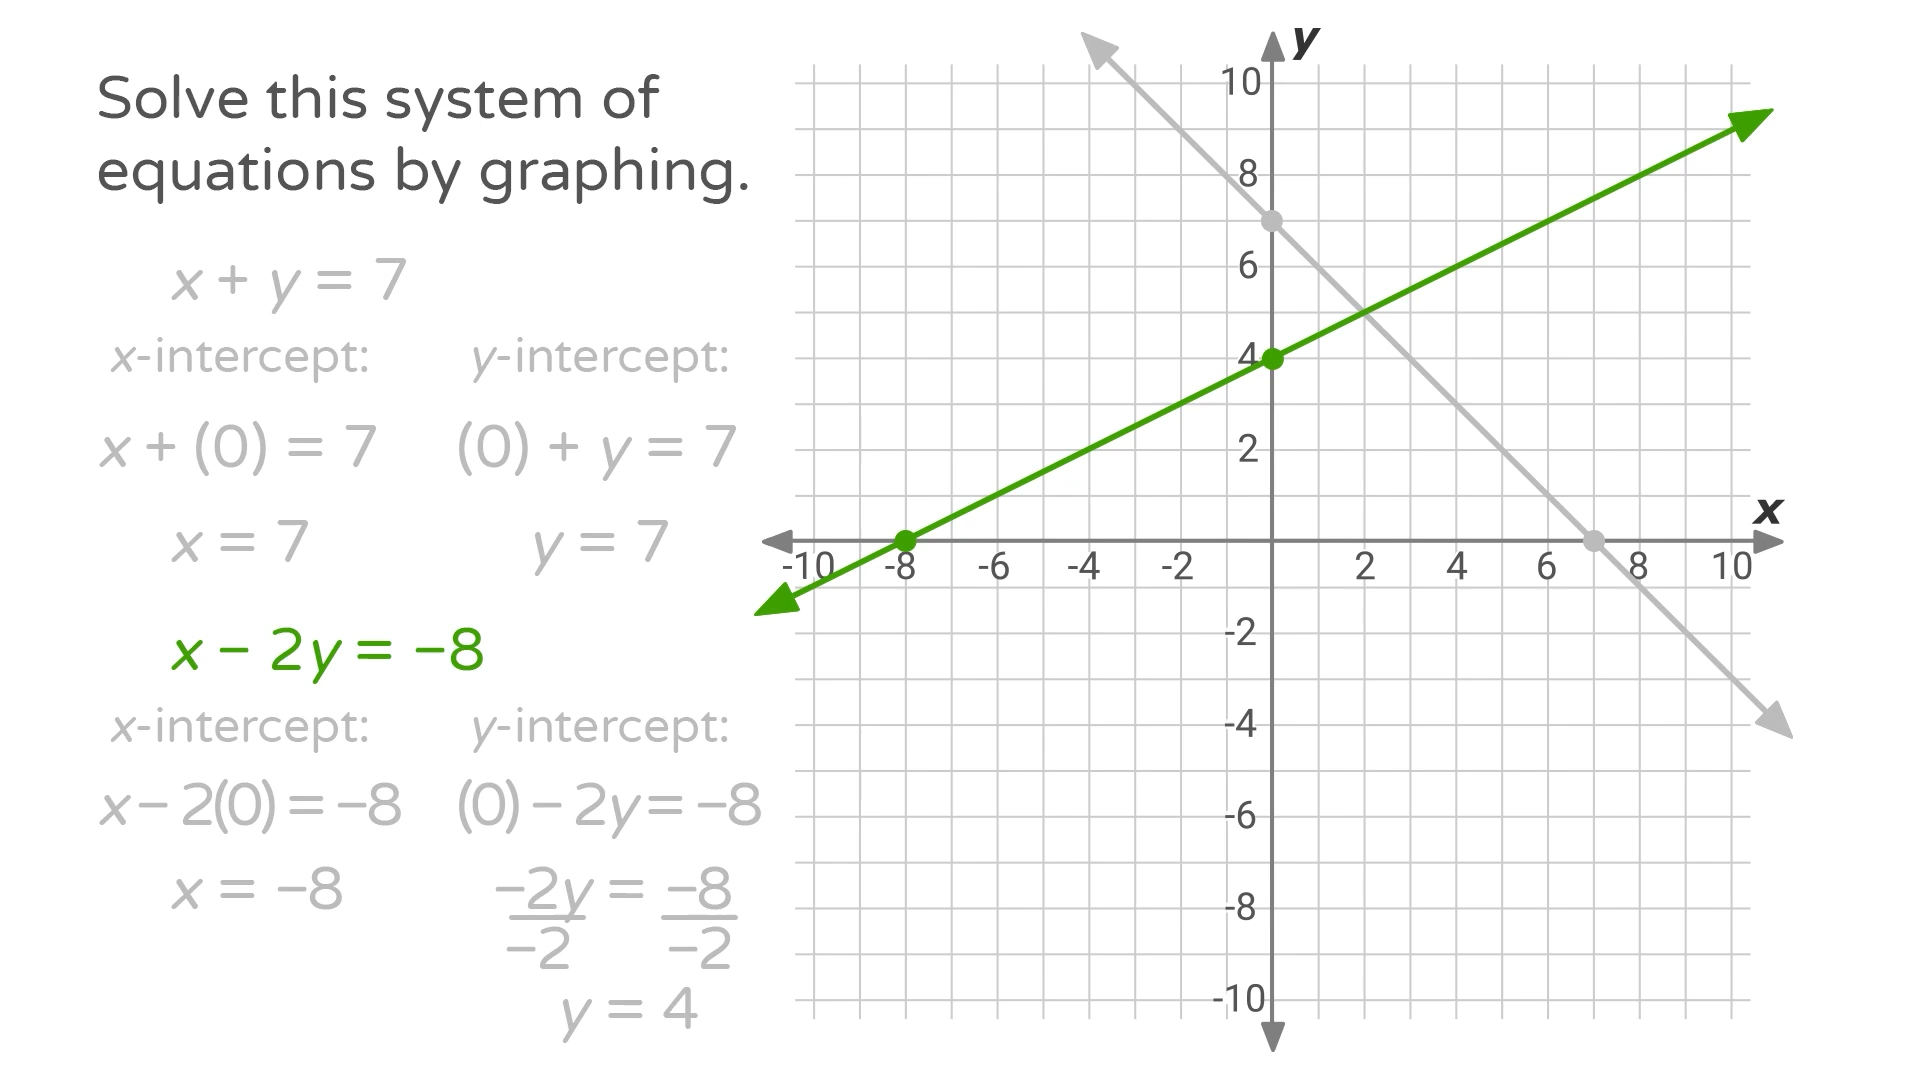 Solve this system of
equations by graphing.
x + y = 7
x-intercept: y-intercept:
x + (0) = 7 (0) + y = 7
x = 7 y = 7
x − 2y = −8
x-intercept: y-intercept:
x − 2(0) = −8 (0) − 2y = −8
x = −8 −2y = −8
−2 −2
y = 4
y
10
8
6
4
2
x
-10 -8 -6 -4 -2 2 4 6 8 10
-2
-4
-6
-8
-10